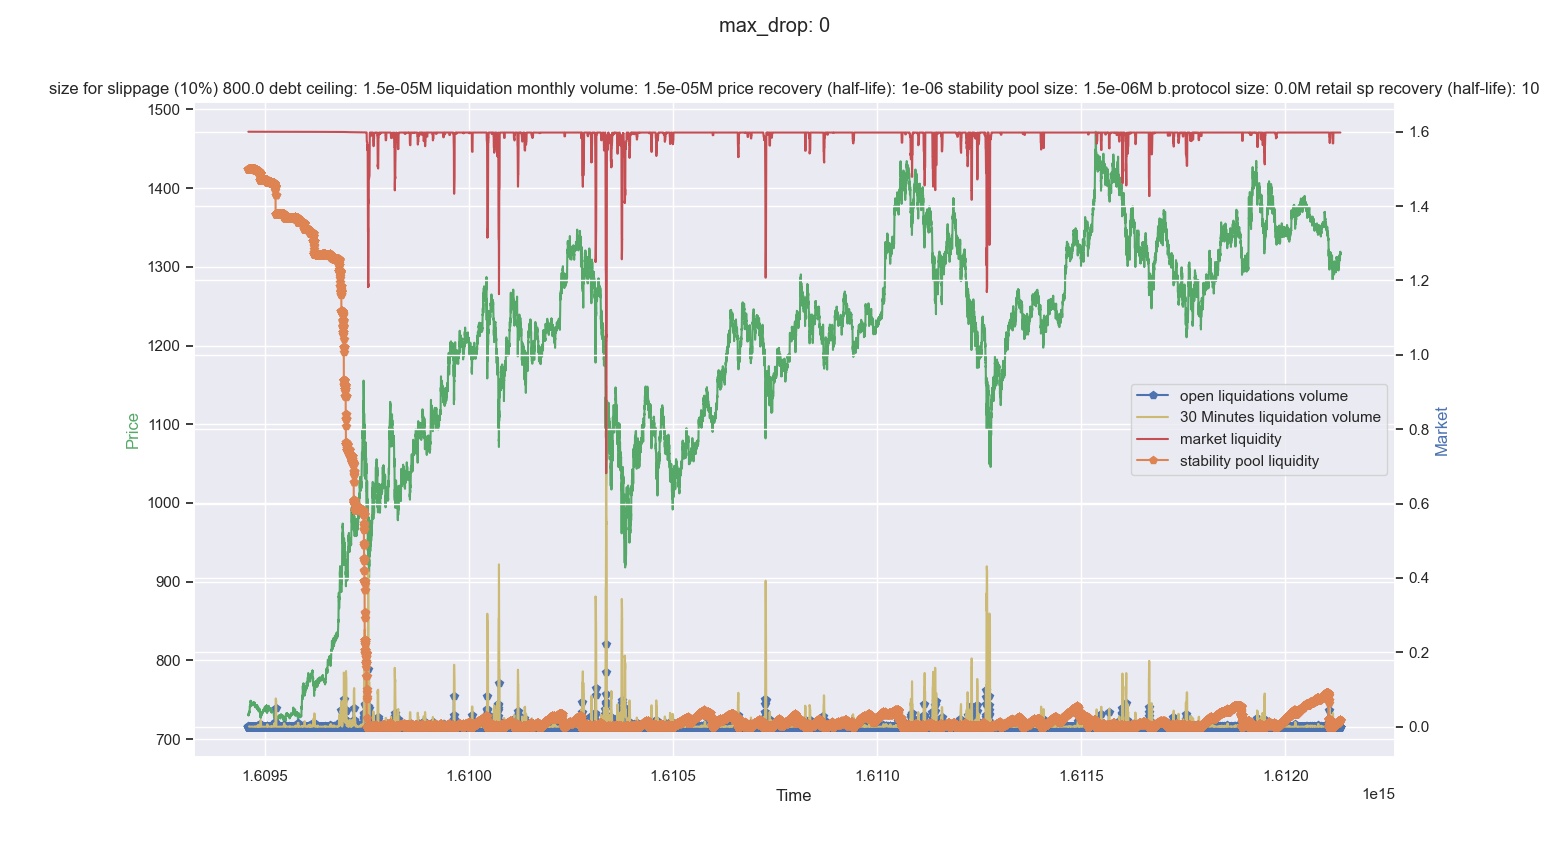 max_drop: 0
size for slippage (10%) 800.0 debt ceiling: 1.5e-05M liquidation monthly volume: 1.5e-05M price recovery (half-life): 1e-06 stability pool size: 1.5e-06M b.protocol size: 0.0M retail sp recovery (half-life): 10
1500
1400
1300
1200
1100
1000
900
800
700
Price
1.6
1.4
1.2
1.0
0.8
0.6
0.4
0.2
0.0
Market
open liquidations volume
30 Minutes liquidation volume
market liquidity
stability pool liquidity
1.6095
1.6100
1.6105
1.6110
1.6115
1.6120
Time
1e15